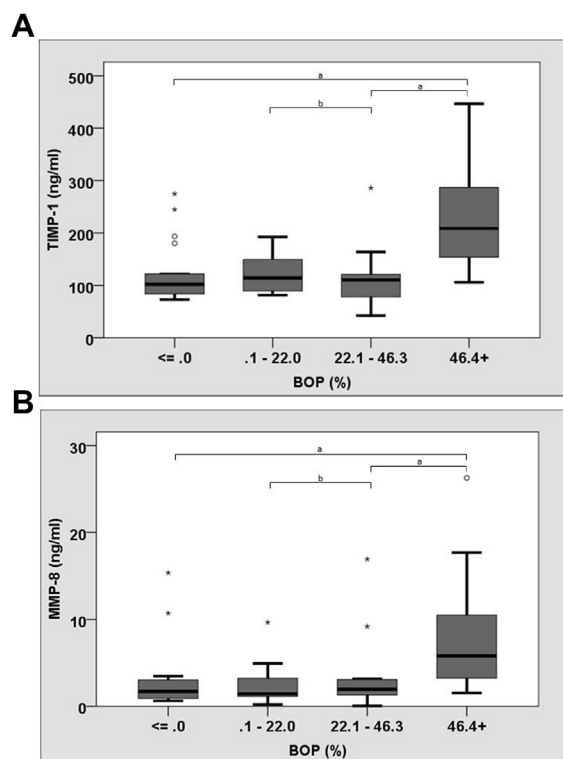 A
TIMP-1 (ng/ml)
500
400
300
200
100
0
a
a
b
*
*
*
<= .0
.1 - 22.0
22.1 - 46.3
46.4+
BOP (%)
B
MMP-8 (ng/ml)
30
20
10
0
a
a
b
*
*
*
*
*
<= .0
.1 - 22.0
22.1 - 46.3
46.4+
BOP (%)